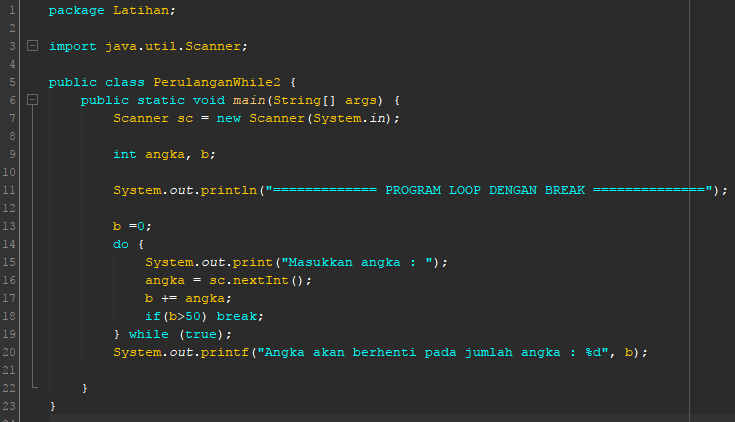 1 package Latihan;
2
3 import java.util.Scanner;
4
5 public class PerulanganWhile2 {
6 public static void main(String[] args) {
7 Scanner sc = new Scanner(System.in);
8
9 int angka, b;
10
11 System.out.println("============= PROGRAM LOOP DENGAN BREAK ==============");
12
13 b =0;
14 do {
15 System.out.print("Masukkan angka : ");
16 angka = sc.nextInt();
17 b += angka;
18 if(b>50) break;
19 } while (true);
20 System.out.printf("Angka akan berhenti pada jumlah angka : %d", b);
21
22 }
23 }